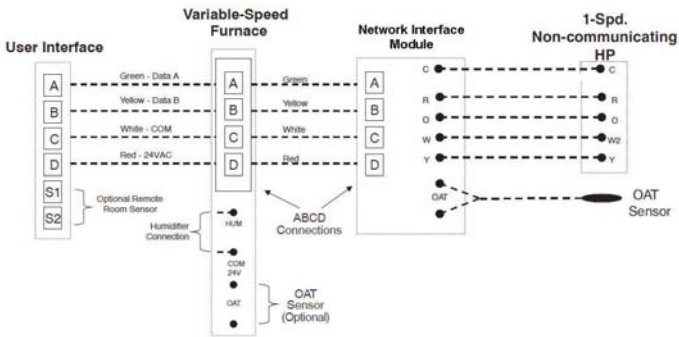 Variable-Speed
Furnace
User Interface
Network Interface
Module
1-Spd.
Non-communicating
HP
A
Green - Data A
A
Green
A
B
Yellow - Data B
B
Yellow
B
C
White - COM
C
White
C
D
Red - 24VAC
D
Red
D
S1
S2
Optional Remote
Room Sensor
Humidifier
Connection
HUM
COM
24V
OAT
OAT
Sensor
(Optional)
ABCD
Connections
C
R
O
W
Y
OAT
C
R
O
W2
Y
OAT
Sensor